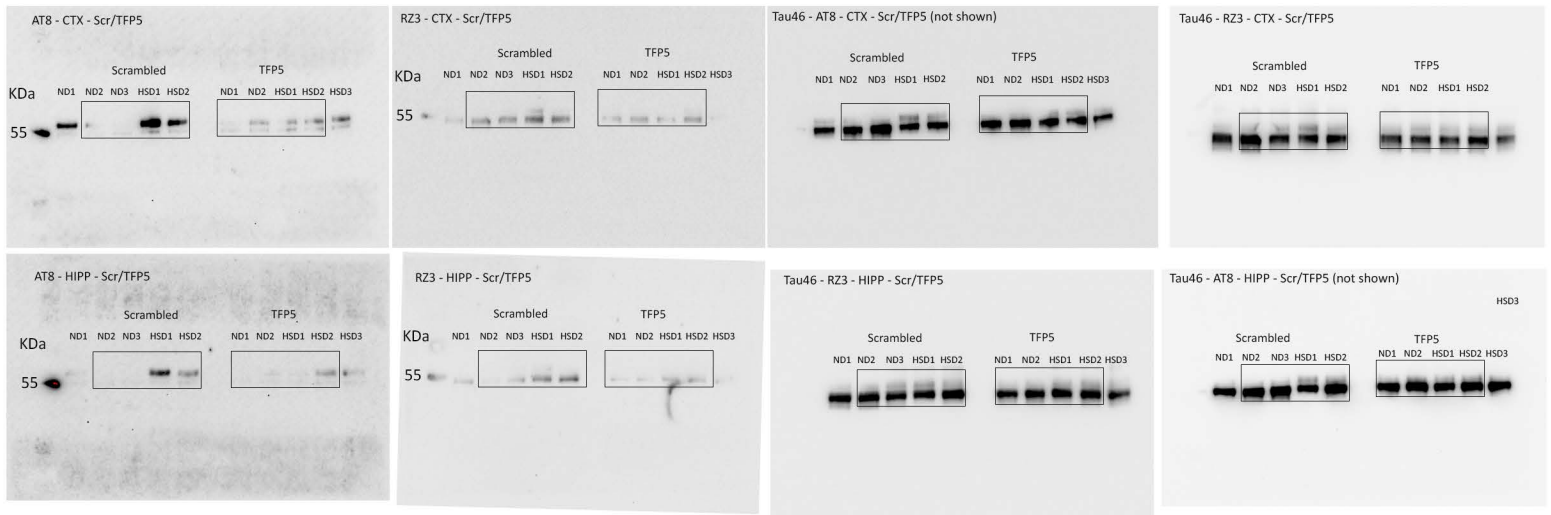 AT8 - CTX - Scr/TFP5
Scrambled TFP5
KDa
ND1 ND2 ND3 HSD1 HSD2 ND1 ND2 HSD1 HSD2 HSD3
55
RZ3 - CTX - Scr/TFP5
Scrambled TFP5
KDa ND1 ND2 ND3 HSD1 HSD2 ND1 ND2 HSD1 HSD2 HSD3
55
Tau46 - AT8 - CTX - Scr/TFP5 (not shown)
Scrambled TFP5
ND1 ND2 ND3 HSD1 HSD2 ND1 ND2 HSD1 HSD2 HSD3
Tau46 - RZ3 - CTX - Scr/TFP5
Scrambled TFP5
ND1 ND2 ND3 HSD1 HSD2 ND1 ND2 HSD1 HSD2
AT8 - HIPP - Scr/TFP5
Scrambled TFP5
ND1 ND2 ND3 HSD1 HSD2 ND1 ND2 HSD1 HSD2 HSD3
KDa
55
RZ3 - HIPP - Scr/TFP5
Scrambled TFP5
KDa ND1 ND2 ND3 HSD1 HSD2 ND1 ND2 HSD1 HSD2 HSD3
55
Tau46 - RZ3 - HIPP - Scr/TFP5
Scrambled TFP5
ND1 ND2 ND3 HSD1 HSD2 ND1 ND2 HSD1 HSD2 HSD3
Tau46 - AT8 - HIPP - Scr/TFP5 (not shown)
HSD3
Scrambled TFP5
ND1 ND2 ND3 HSD1 HSD2 ND1 ND2 HSD1 HSD2